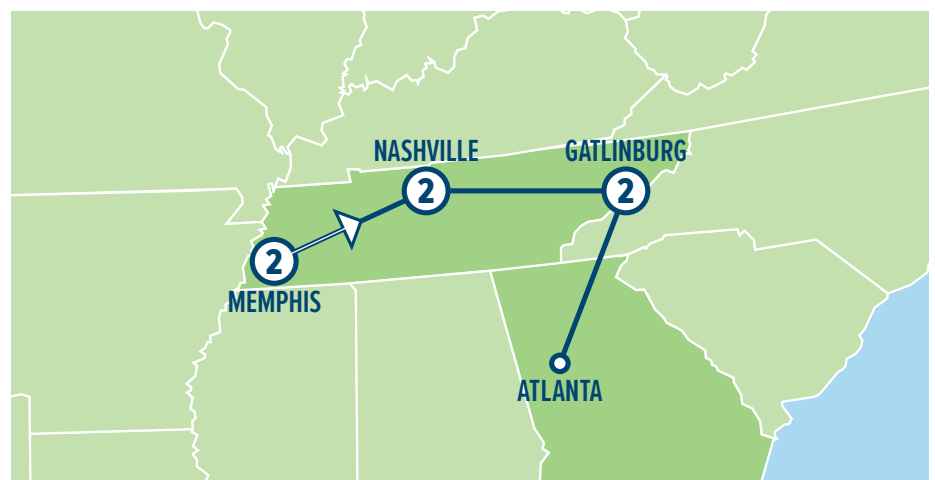 NASHVILLE
GATLINBURG
2
2
2
MEMPHIS
ATLANTA